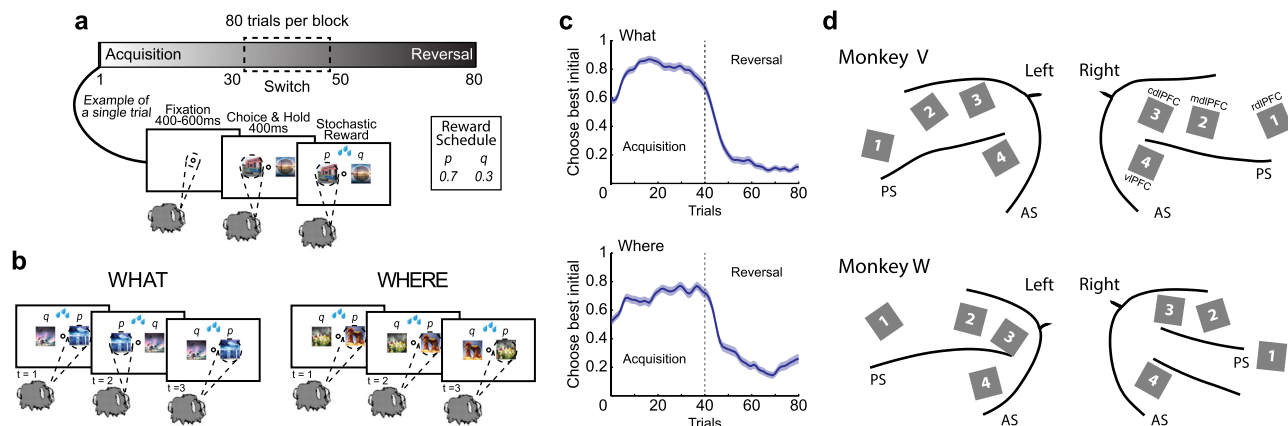 a
80 trials per block
Acquisition
Reversal
1
30
50
80
Switch
Example of
a single trial
Fixation
400-600ms
Choice & Hold
400ms
Stochastic
Reward
p q
Reward
Schedule
p q
0.7 0.3
b
WHAT
q p
p q
q p
t = 1
t = 2
t =3
WHERE
q p
q p
q p
t = 1
t = 2
t =3
c
What
Reversal
Acquisition
Choose best initial
1
0.8
0.6
0.4
0.2
0 20 40 60 80
Trials
Where
Reversal
Acquisition
Choose best initial
1
0.8
0.6
0.4
0.2
0 20 40 60 80
Trials
d
Monkey V
Left
Right
1
2
3
4
PS
AS
cdlPFC
mdlPFC
rdlPFC
3
2
1
4
vlPFC
PS
AS
Monkey W
Left
Right
1
2
3
4
PS
AS
3
2
1
4
PS
AS